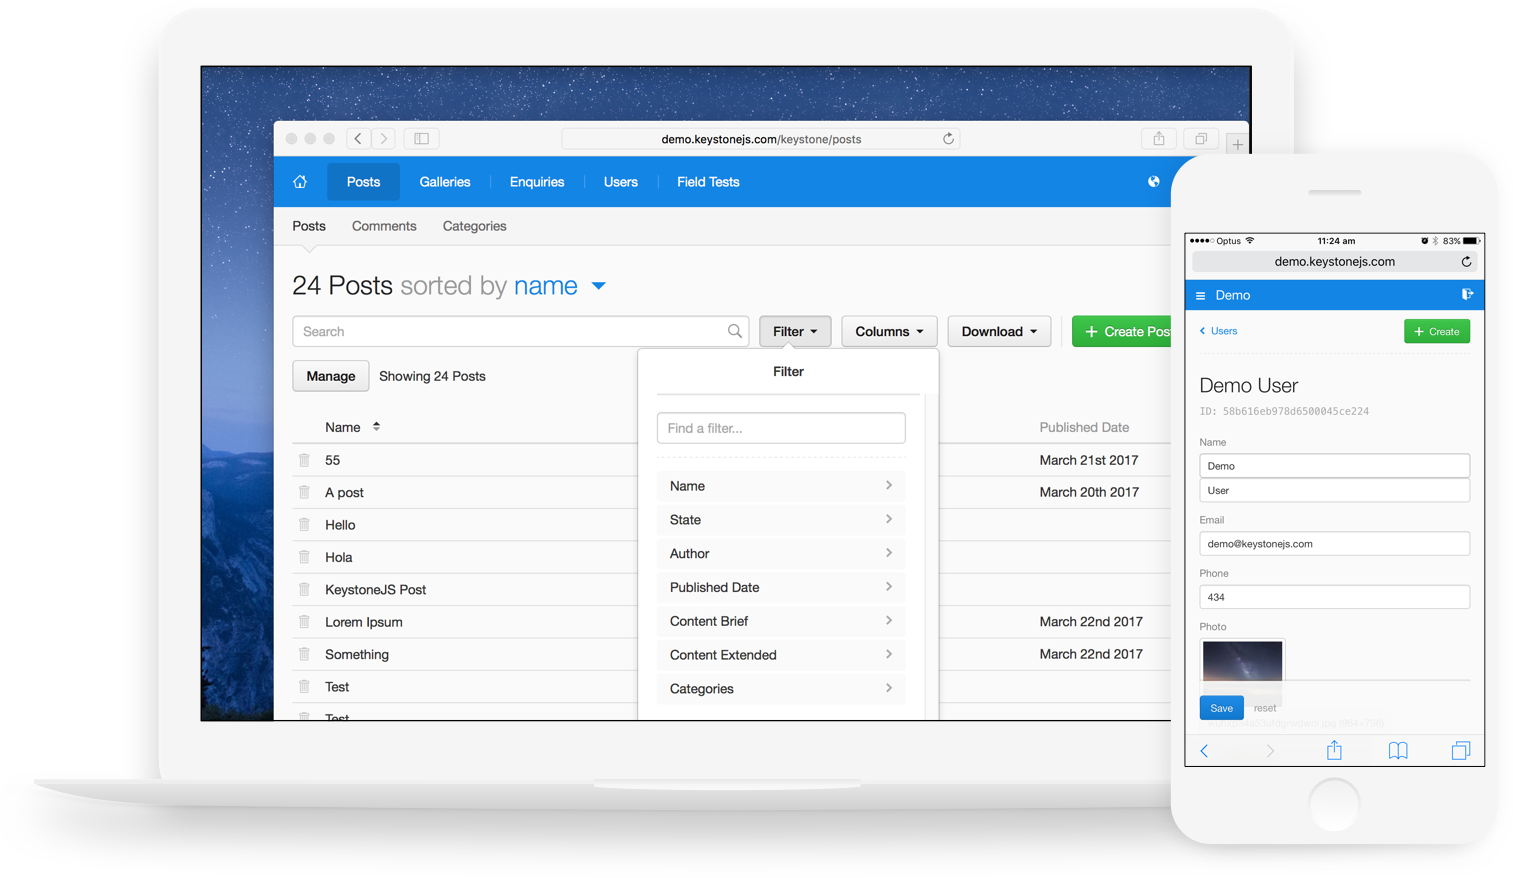 demo.keystonejs.com/keystone/posts
Posts Galleries Enquiries Users Field Tests
Posts Comments Categories
24 Posts sorted by name
Search Filter Columns Download + Create Pos
Manage Showing 24 Posts
Filter
Find a filter...
Name
State
Author
Published Date
Content Brief
Content Extended
Categories
Name Published Date
55 March 21st 2017
A post March 20th 2017
Hello
Hola
KeystoneJS Post
Lorem Ipsum March 22nd 2017
Something March 22nd 2017
Test
Test
Optus 11:24 am 83%
demo.keystonejs.com
Demo
Users + Create
Demo User
ID: 58b616eb978d6500045ce224
Name
Demo
User
Email
demo@keystonejs.com
Phone
434
Photo
Save reset